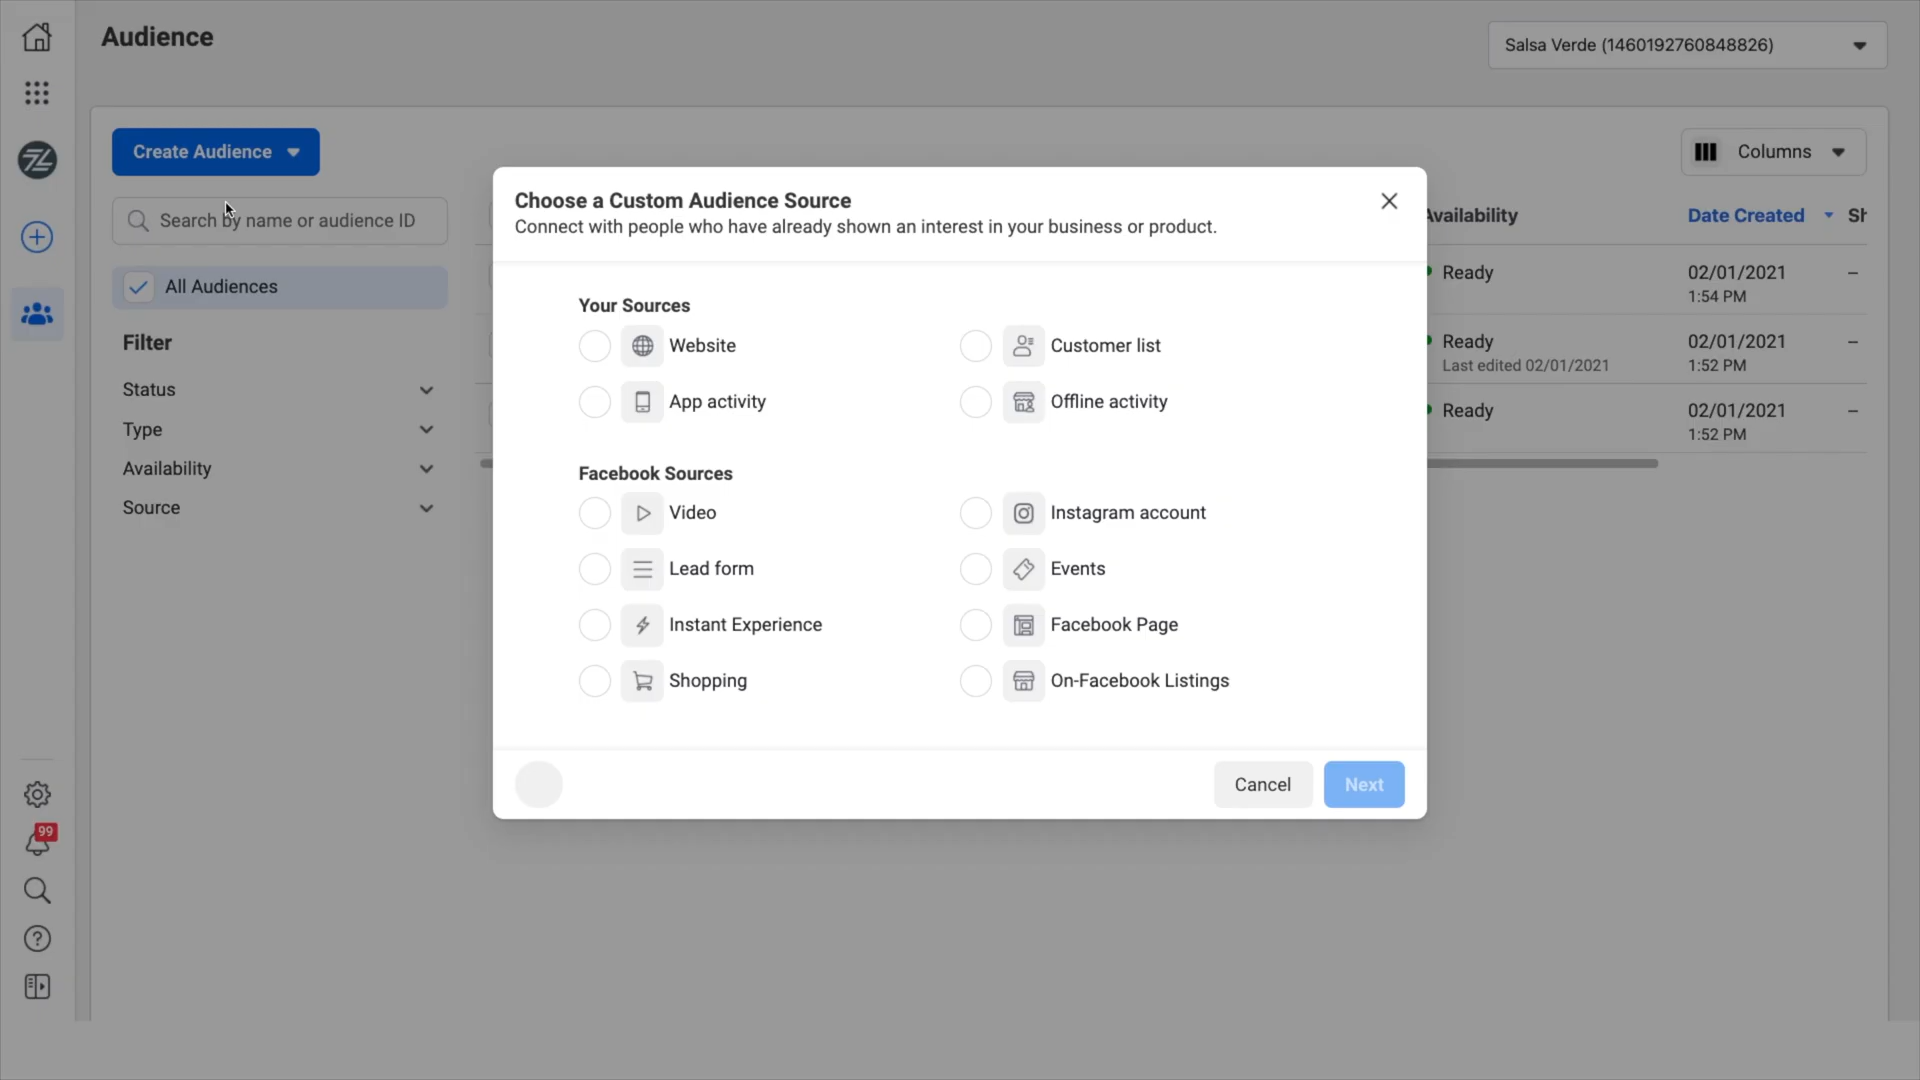 Audience
Salsa Verde (1460192760848826)
Create Audience
Columns
Search by name or audience ID
All Audiences
Filter
Status
Type
Availability
Source
Choose a Custom Audience Source
Connect with people who have already shown an interest in your business or product.
Your Sources
Website
Customer list
App activity
Offline activity
Facebook Sources
Video
Instagram account
Lead form
Events
Instant Experience
Facebook Page
Shopping
On-Facebook Listings
Cancel
Next
Availability
Date Created
Sh
Ready
02/01/2021
–
1:54 PM
Ready
02/01/2021
–
Last edited 02/01/2021
1:52 PM
Ready
02/01/2021
–
1:52 PM
99